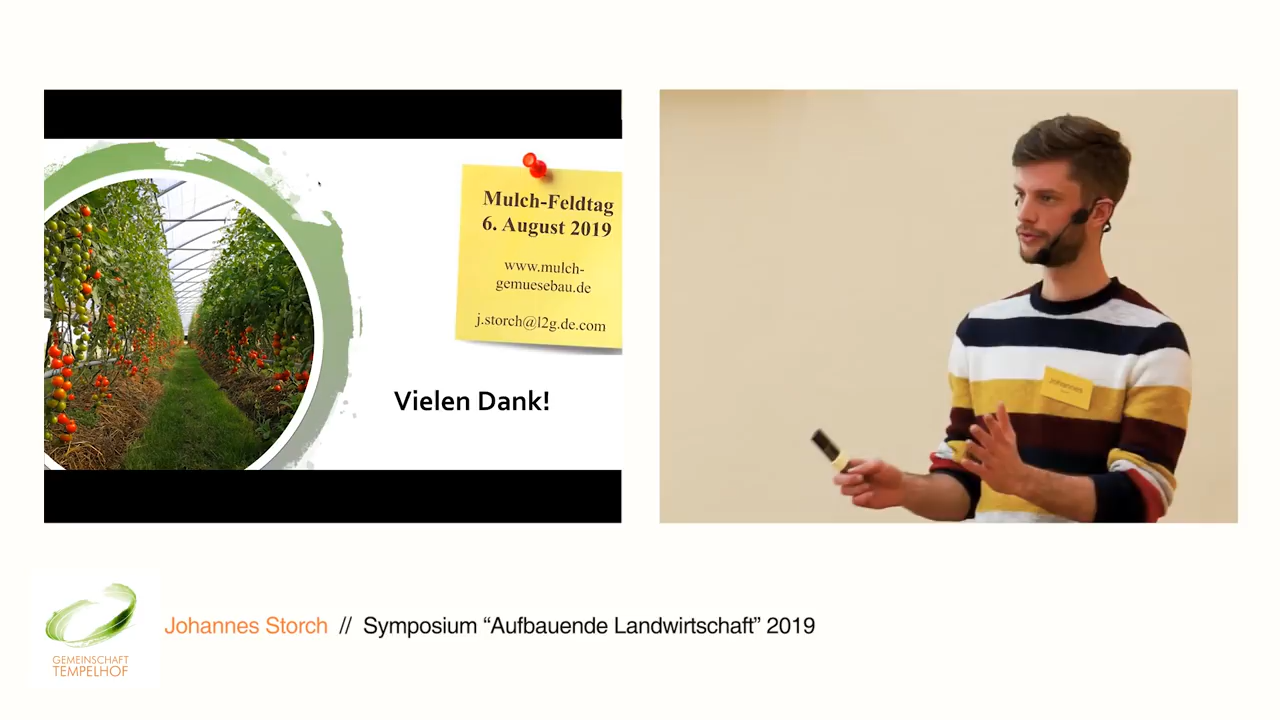 Mulch-Feldtag
6. August 2019
www.mulch-
gemuesebau.de
j.storch@l2g.de.com
Vielen Dank!
Johannes
GEMEINSCHAFT
TEMPELHOF
Johannes Storch // Symposium “Aufbauende Landwirtschaft” 2019